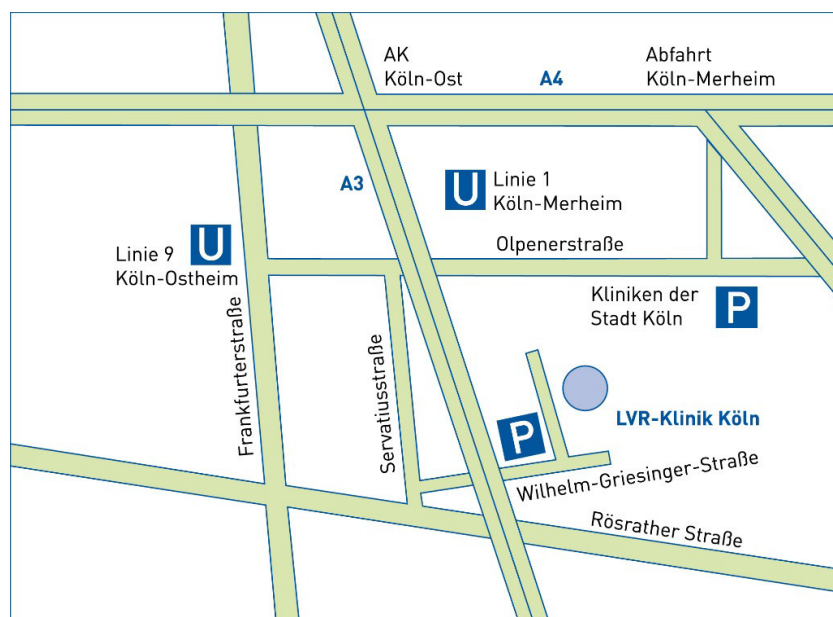 AK
Köln-Ost
A4
Abfahrt
Köln-Merheim
A3
U
Linie 1
Köln-Merheim
Linie 9
Köln-Ostheim
U
Olpenerstraße
Kliniken der
Stadt Köln
P
Frankfurterstraße
Servatiusstraße
P
LVR-Klinik Köln
Wilhelm-Griesinger-Straße
Rösrather Straße